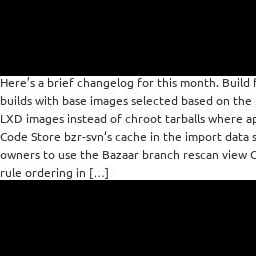 Here's a brief changelog for this month. Build
builds with base images selected based on the
LXD images instead of chroot tarballs where
Code Store bzr-svn's cache in the import data
owners to use the Bazaar branch rescan view
rule ordering in […]